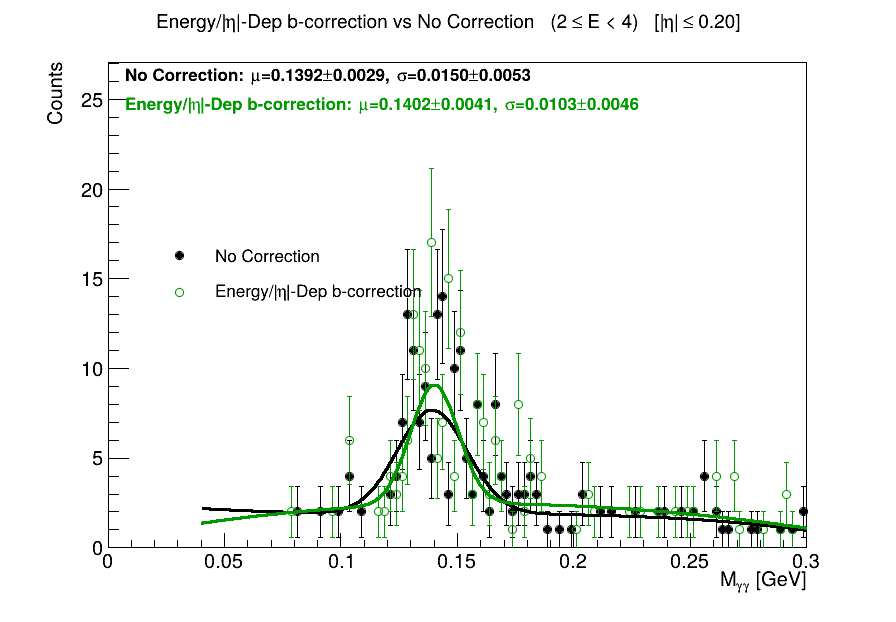 Energy/|η|-Dep b-correction vs No Correction (2 ≤ E < 4) [|η| ≤ 0.20]
Counts
No Correction: μ=0.1392±0.0029, σ=0.0150±0.0053
Energy/|η|-Dep b-correction: μ=0.1402±0.0041, σ=0.0103±0.0046
25
20
No Correction
15
Energy/|η|-Dep b-correction
10
5
0
0 0.05 0.1 0.15 0.2 0.25 0.3
M_γγ [GeV]